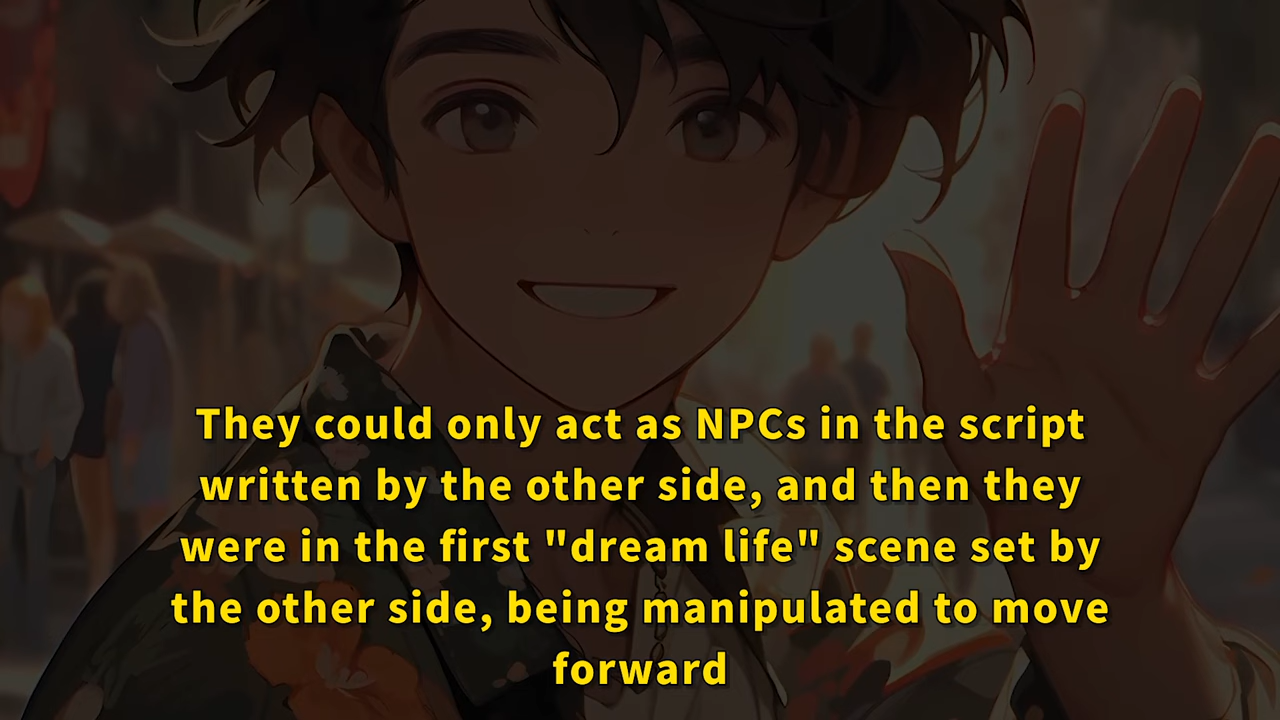 They could only act as NPCs in the script
written by the other side, and then they
were in the first "dream life" scene set by
the other side, being manipulated to move
forward